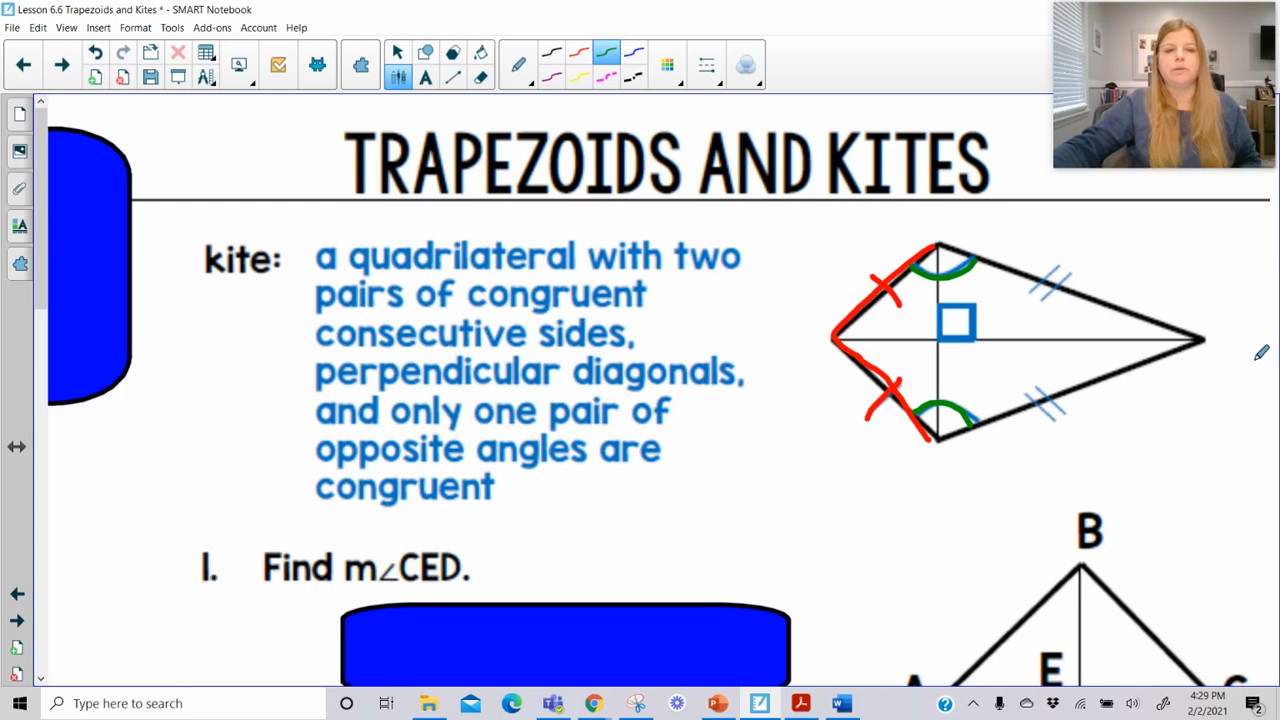 Lesson 6.6 Trapezoids and Kites * - SMART Notebook
File Edit View Insert Format Tools Add-ons Account Help
TRAPEZOIDS AND KITES
kite: a quadrilateral with two
pairs of congruent
consecutive sides,
perpendicular diagonals,
and only one pair of
opposite angles are
congruent
1. Find m∠CED.
B
E
A C
Type here to search
4:29 PM
2/2/2021
2